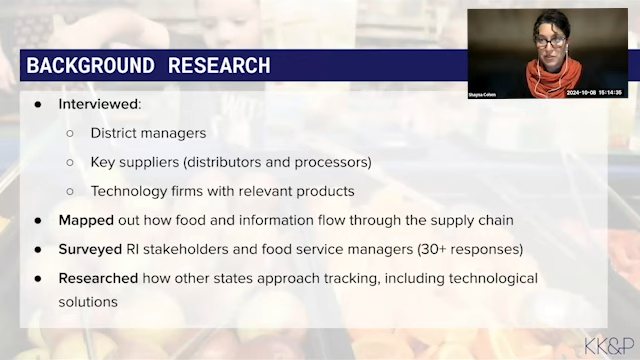 BACKGROUND RESEARCH
Shayna Cohen
2024-10-08 15:14:35
● Interviewed:
○ District managers
○ Key suppliers (distributors and processors)
○ Technology firms with relevant products
● Mapped out how food and information flow through the supply chain
● Surveyed RI stakeholders and food service managers (30+ responses)
● Researched how other states approach tracking, including technological
solutions
KK&P